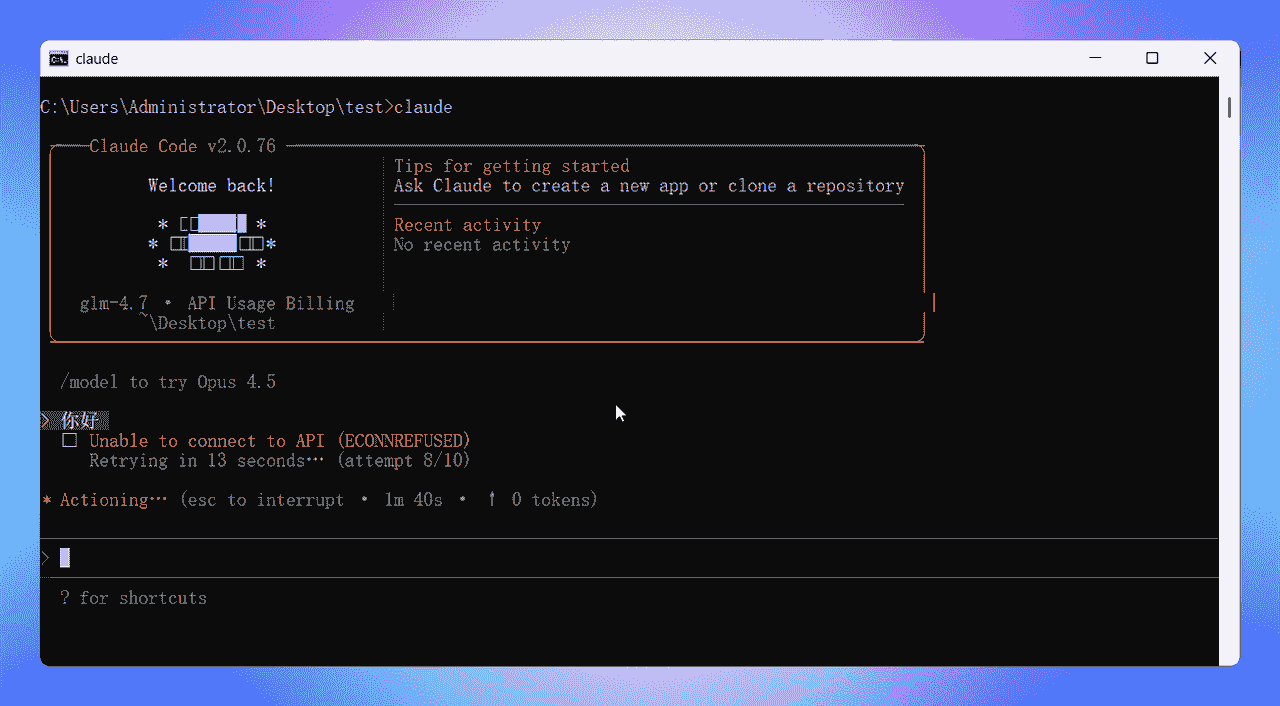 claude
C:\Users\Administrator\Desktop\test>claude
Claude Code v2.0.76
Welcome back!
Tips for getting started
Ask Claude to create a new app or clone a repository
Recent activity
No recent activity
glm-4.7 • API Usage Billing
~\Desktop\test
/model to try Opus 4.5
> 你好
Unable to connect to API (ECONNREFUSED)
Retrying in 13 seconds… (attempt 8/10)
* Actioning… (esc to interrupt • 1m 40s • ↑ 0 tokens)
>
? for shortcuts